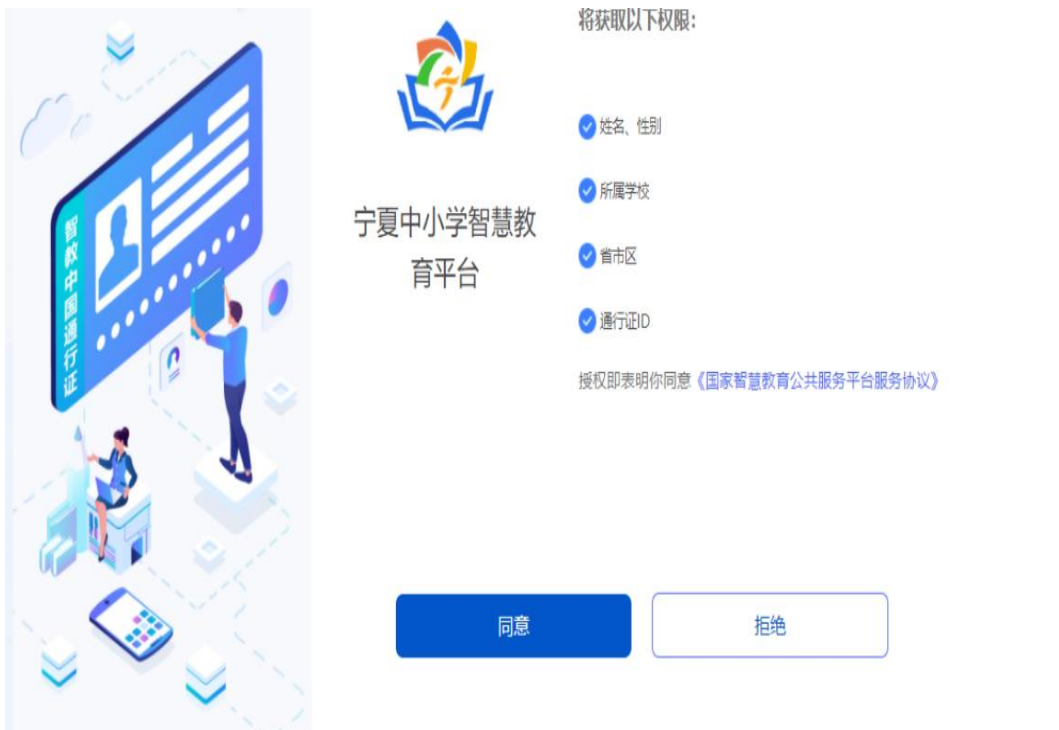 智教中国通行证
宁夏中小学智慧教
育平台
将获取以下权限：
姓名、性别
所属学校
省市区
通行证ID
授权即表明你同意《国家智慧教育公共服务平台服务协议》
同意
拒绝